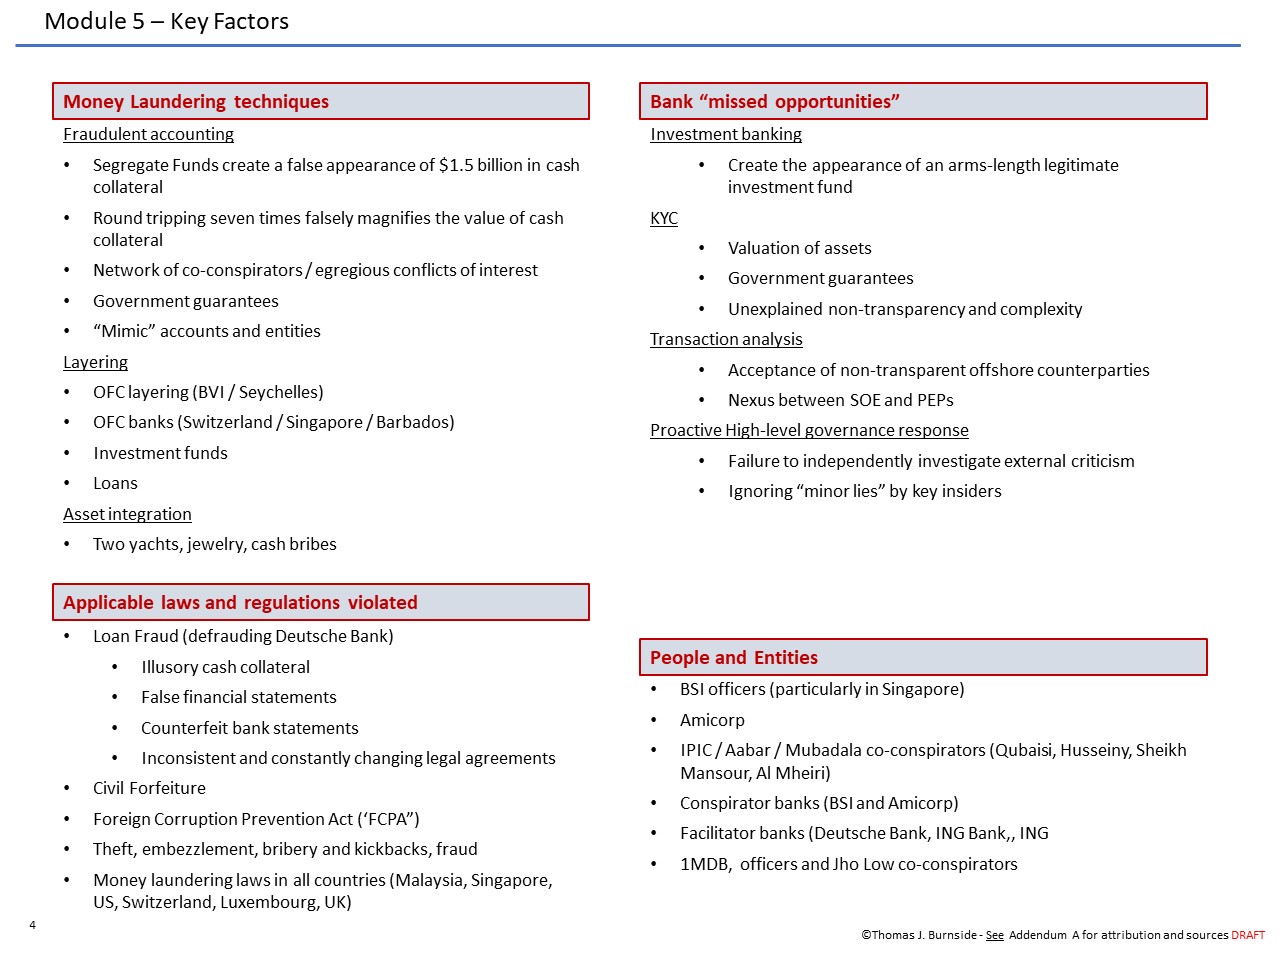 Module 5 – Key Factors
Money Laundering techniques
Fraudulent accounting
• Segregate Funds create a false appearance of $1.5 billion in cash
collateral
• Round tripping seven times falsely magnifies the value of cash
collateral
• Network of co-conspirators / egregious conflicts of interest
• Government guarantees
• “Mimic” accounts and entities
Layering
• OFC layering (BVI / Seychelles)
• OFC banks (Switzerland / Singapore / Barbados)
• Investment funds
• Loans
Asset integration
• Two yachts, jewelry, cash bribes
Applicable laws and regulations violated
• Loan Fraud (defrauding Deutsche Bank)
• Illusory cash collateral
• False financial statements
• Counterfeit bank statements
• Inconsistent and constantly changing legal agreements
• Civil Forfeiture
• Foreign Corruption Prevention Act (‘FCPA”)
• Theft, embezzlement, bribery and kickbacks, fraud
• Money laundering laws in all countries (Malaysia, Singapore,
US, Switzerland, Luxembourg, UK)
Bank “missed opportunities”
Investment banking
• Create the appearance of an arms-length legitimate
investment fund
KYC
• Valuation of assets
• Government guarantees
• Unexplained non-transparency and complexity
Transaction analysis
• Acceptance of non-transparent offshore counterparties
• Nexus between SOE and PEPs
Proactive High-level governance response
• Failure to independently investigate external criticism
• Ignoring “minor lies” by key insiders
People and Entities
• BSI officers (particularly in Singapore)
• Amicorp
• IPIC / Aabar / Mubadala co-conspirators (Qubaisi, Husseiny, Sheikh
Mansour, Al Mheiri)
• Conspirator banks (BSI and Amicorp)
• Facilitator banks (Deutsche Bank, ING Bank,, ING
• 1MDB, officers and Jho Low co-conspirators
4
©Thomas J. Burnside - See Addendum A for attribution and sources DRAFT